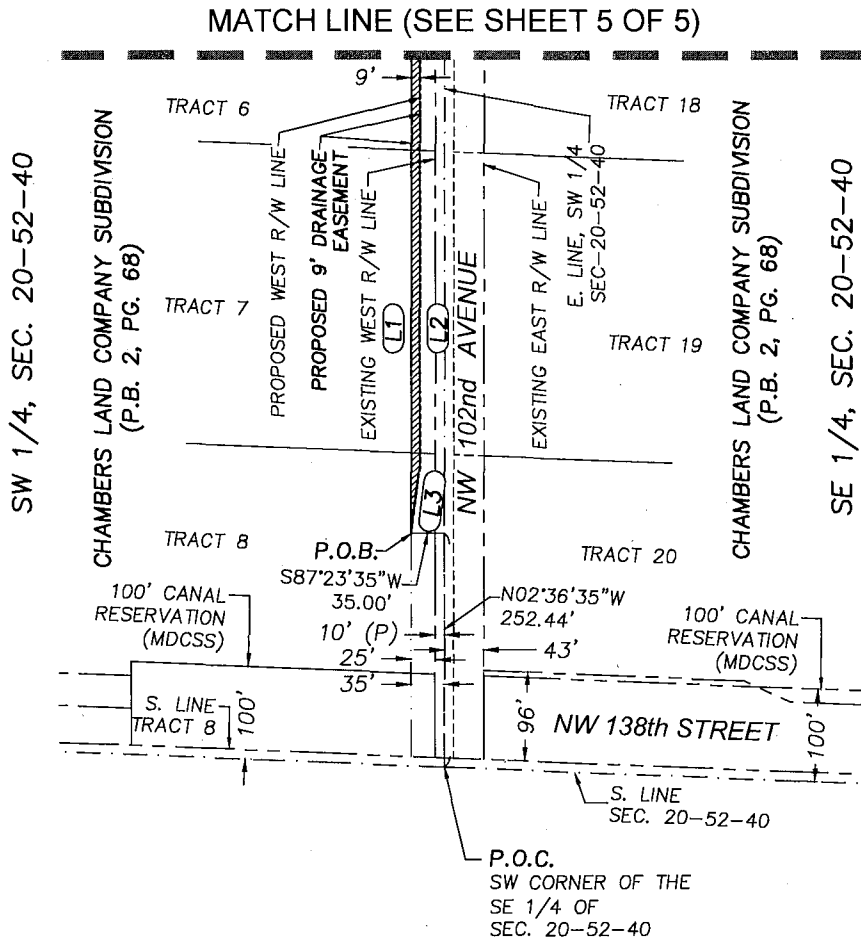 MATCH LINE (SEE SHEET 5 OF 5)
9'
TRACT 6
TRACT 18
SW 1/4, SEC. 20-52-40
CHAMBERS LAND COMPANY SUBDIVISION
(P.B. 2, PG. 68)
PROPOSED WEST R/W LINE
PROPOSED 9' DRAINAGE
EASEMENT
EXISTING WEST R/W LINE
L1
L2
NW 102nd AVENUE
EXISTING EAST R/W LINE
E. LINE, SW 1/4
SEC-20-52-40
CHAMBERS LAND COMPANY SUBDIVISION
(P.B. 2, PG. 68)
SE 1/4, SEC. 20-52-40
TRACT 7
TRACT 19
L3
TRACT 8
P.O.B.
TRACT 20
S87°23'35"W
35.00'
N02°36'35"W
252.44'
100' CANAL
RESERVATION
(MDCSS)
100' CANAL
RESERVATION
(MDCSS)
10' (P)
25'
43'
35'
S. LINE
TRACT 8
100'
96'
NW 138th STREET
100'
S. LINE
SEC. 20-52-40
P.O.C.
SW CORNER OF THE
SE 1/4 OF
SEC. 20-52-40